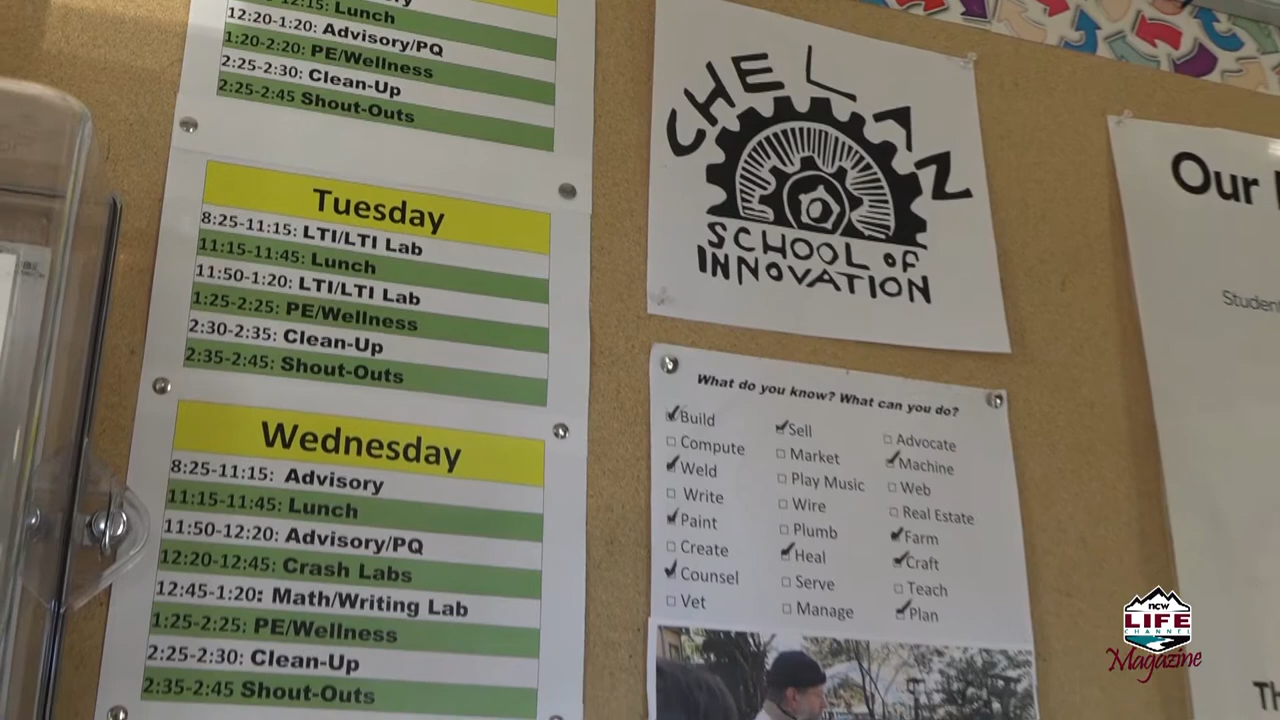 12:15: Lunch
12:20-1:20: Advisory/PQ
1:20-2:20: PE/Wellness
2:25-2:30: Clean-Up
2:25-2:45 Shout-Outs
Tuesday
8:25-11:15: LTI/LTI Lab
11:15-11:45: Lunch
11:50-1:20: LTI/LTI Lab
1:25-2:25: PE/Wellness
2:30-2:35: Clean-Up
2:35-2:45: Shout-Outs
Wednesday
8:25-11:15: Advisory
11:15-11:45: Lunch
11:50-12:20: Advisory/PQ
12:20-12:45: Crash Labs
12:45-1:20: Math/Writing Lab
1:25-2:25: PE/Wellness
2:25-2:30: Clean-Up
2:35-2:45 Shout-Outs
CHELAN
SCHOOL OF
INNOVATION
What do you know? What can you do?
Build
Compute
Weld
Write
Paint
Create
Counsel
Vet
Sell
Market
Play Music
Wire
Plumb
Heal
Serve
Manage
Advocate
Machine
Web
Real Estate
Farm
Craft
Teach
Plan
Our
Studen
Th
ncw
LIFE
CHANNEL
Magazine